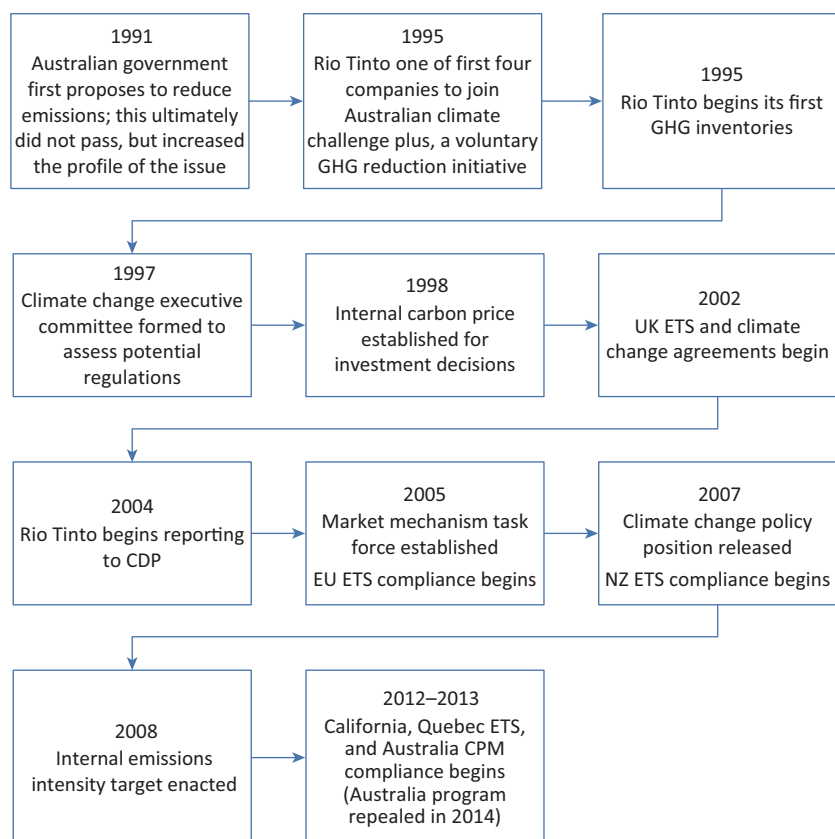 1991
Australian government
first proposes to reduce
emissions; this ultimately
did not pass, but increased
the profile of the issue
1995
Rio Tinto one of first four
companies to join
Australian climate
challenge plus, a voluntary
GHG reduction initiative
1995
Rio Tinto begins its first
GHG inventories
1997
Climate change executive
committee formed to
assess potential
regulations
1998
Internal carbon price
established for
investment decisions
2002
UK ETS and climate
change agreements begin
2004
Rio Tinto begins reporting
to CDP
2005
Market mechanism task
force established
EU ETS compliance begins
2007
Climate change policy
position released
NZ ETS compliance begins
2008
Internal emissions
intensity target enacted
2012–2013
California, Quebec ETS,
and Australia CPM
compliance begins
(Australia program
repealed in 2014)